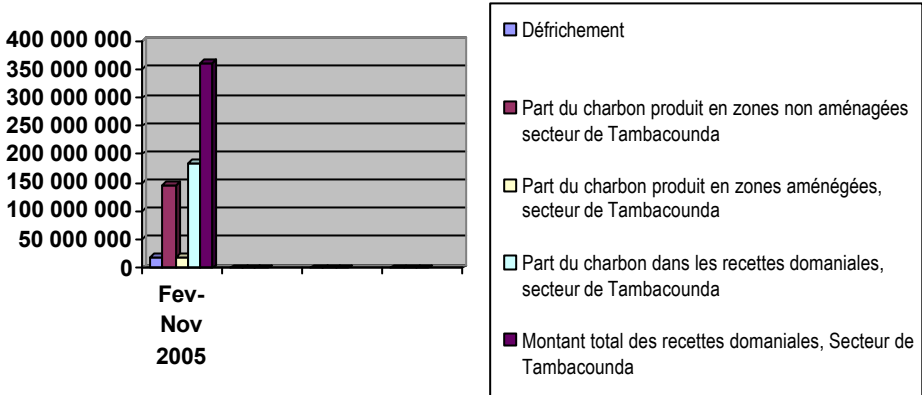 400 000 000
350 000 000
300 000 000
250 000 000
200 000 000
150 000 000
100 000 000
50 000 000
0
Fev-
Nov
2005
Défrichement
Part du charbon produit en zones non aménagées
secteur de Tambacounda
Part du charbon produit en zones aménégées,
secteur de Tambacounda
Part du charbon dans les recettes domaniales,
secteur de Tambacounda
Montant total des recettes domaniales, Secteur de
Tambacounda